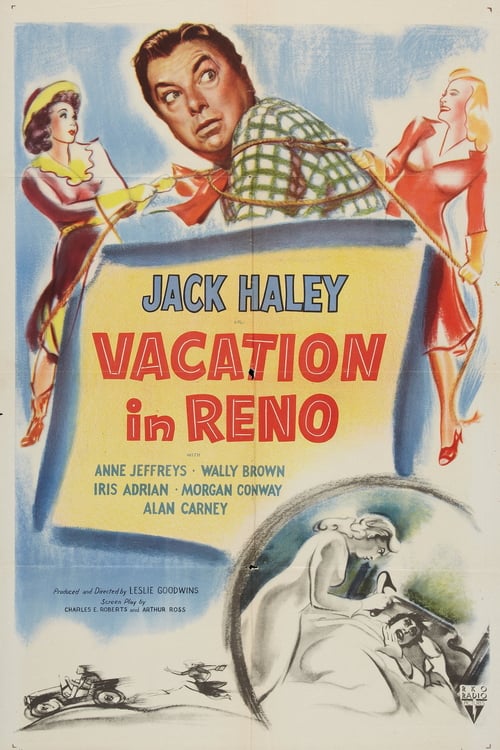 JACK HALEY
in
VACATION
in RENO
WITH
ANNE JEFFREYS · WALLY BROWN
IRIS ADRIAN · MORGAN CONWAY
ALAN CARNEY
Produced and Directed by LESLIE GOODWINS
Screen Play by
CHARLES E. ROBERTS and ARTHUR ROSS
RKO
RADIO